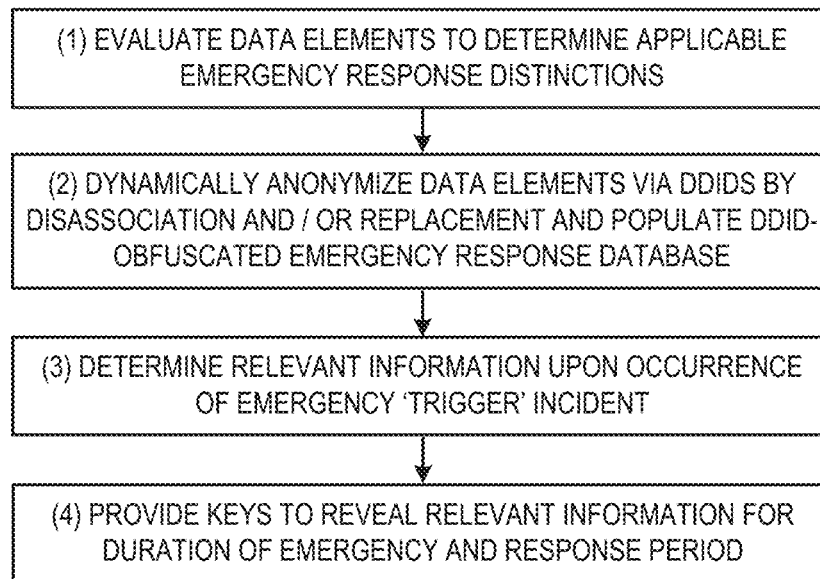 (1) EVALUATE DATA ELEMENTS TO DETERMINE APPLICABLE
EMERGENCY RESPONSE DISTINCTIONS
(2) DYNAMICALLY ANONYMIZE DATA ELEMENTS VIA DDIDS BY
DISASSOCIATION AND / OR REPLACEMENT AND POPULATE DDID-
OBFUSCATED EMERGENCY RESPONSE DATABASE
(3) DETERMINE RELEVANT INFORMATION UPON OCCURRENCE
OF EMERGENCY ‘TRIGGER’ INCIDENT
(4) PROVIDE KEYS TO REVEAL RELEVANT INFORMATION FOR
DURATION OF EMERGENCY AND RESPONSE PERIOD